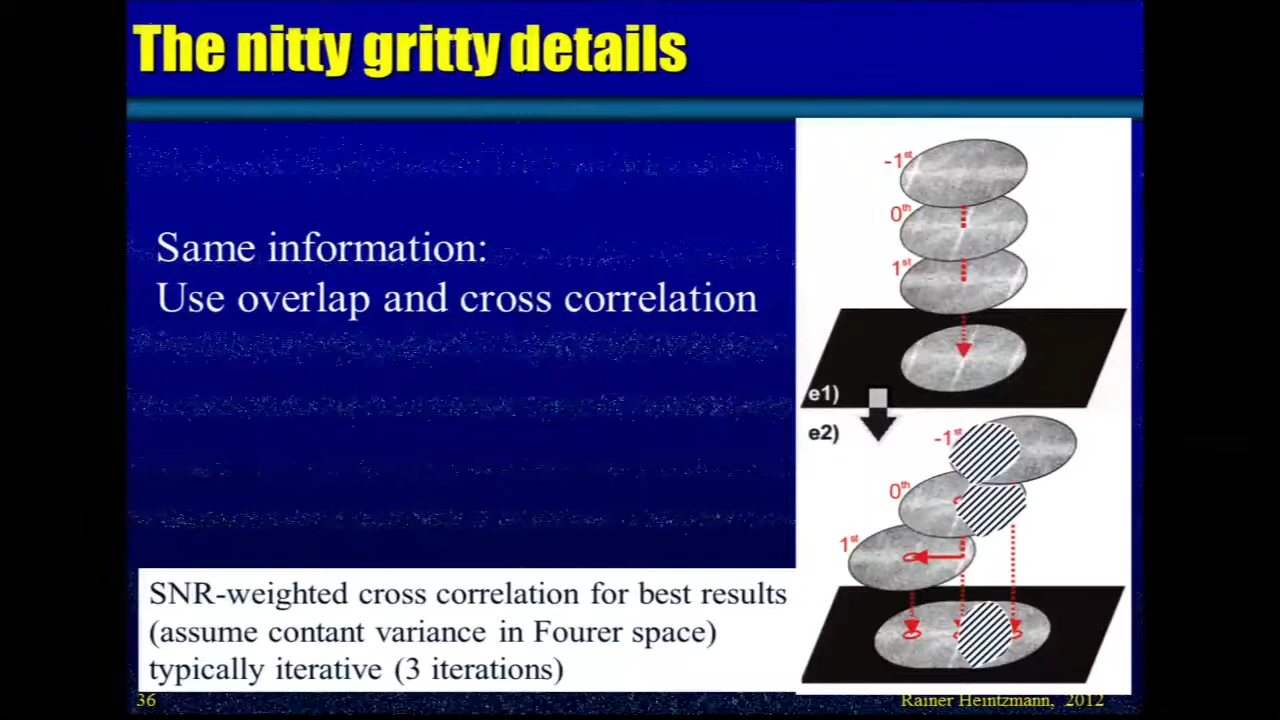 The nitty gritty details
Same information:
Use overlap and cross correlation
-1st
0th
1st
e1)
e2)
-1st
0th
1st
SNR-weighted cross correlation for best results
(assume contant variance in Fourer space)
typically iterative (3 iterations)
36
Rainer Heintzmann, 2012